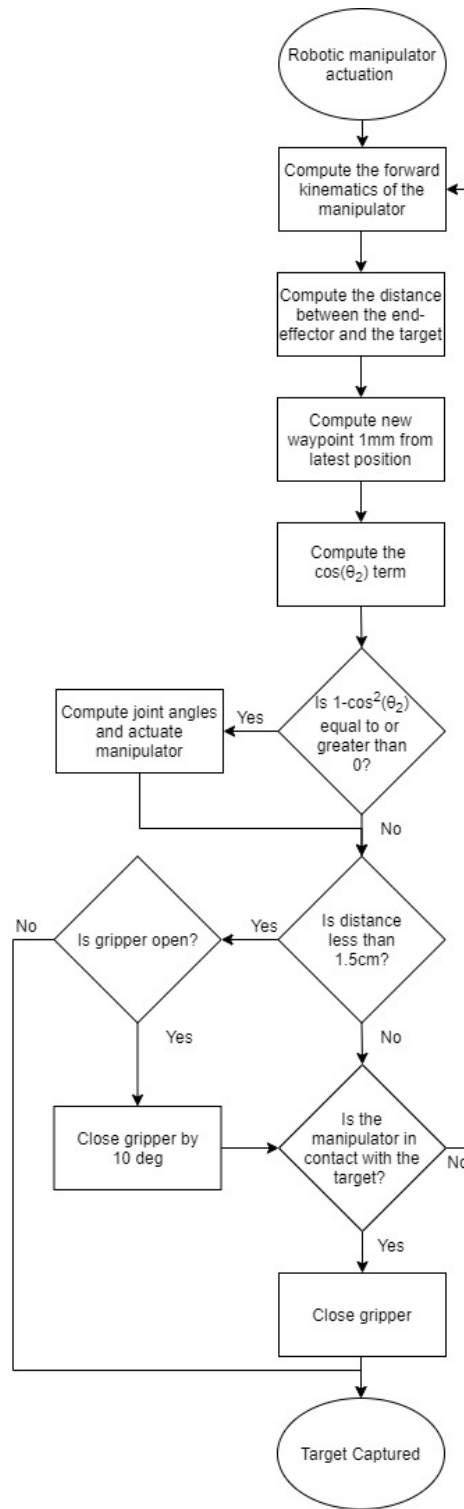 Robotic manipulator
actuation
Compute the forward
kinematics of the
manipulator
Compute the distance
between the end-
effector and the target
Compute new
waypoint 1mm from
latest position
Compute the
cos(θ₂) term
Is 1-cos²(θ₂)
equal to or
greater than
0?
Yes
Compute joint angles
and actuate
manipulator
No
Is distance
less than
1.5cm?
Yes
Is gripper open?
No
Yes
No
Close gripper by
10 deg
Is the
manipulator in
contact with the
target?
No
Yes
Close gripper
Target Captured